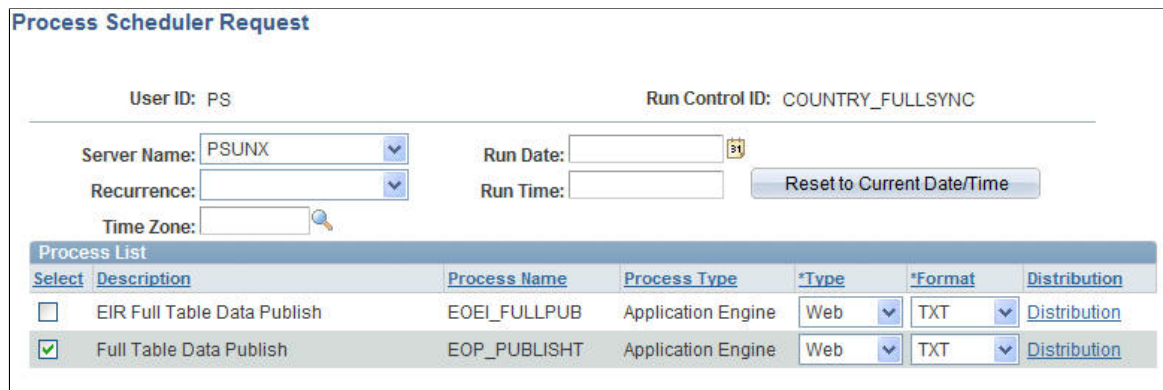 Process Scheduler Request
User ID: PS Run Control ID: COUNTRY_FULLSYNC
Server Name: PSUNX Run Date: 31
Recurrence: Run Time: Reset to Current Date/Time
Time Zone:
Process List
Select Description Process Name Process Type *Type *Format Distribution
EIR Full Table Data Publish EOEI_FULLPUB Application Engine Web TXT Distribution
Full Table Data Publish EOP_PUBLISHT Application Engine Web TXT Distribution